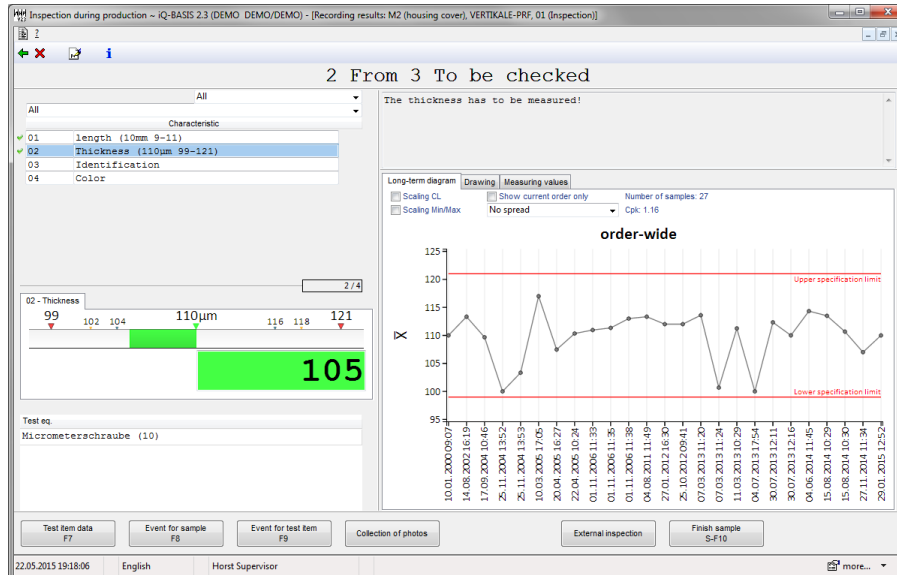 Inspection during production ~ iQ-BASIS 2.3 (DEMO DEMO/DEMO) - [Recording results: M2 (housing cover), VERTIKALE-PRF, 01 (Inspection)]
?
2 From 3 To be checked
All
All
Characteristic
01 length (10mm 9-11)
02 Thickness (110µm 99-121)
03 Identification
04 Color
2 / 4
02 - Thickness
99 102 104 110µm 116 118 121
105
Test eq.
Micrometerschraube (10)
The thickness has to be measured!
Long-term diagram Drawing Measuring values
Scaling CL Show current order only Number of samples: 27
Scaling Min/Max No spread Cpk: 1.16
order-wide
125
120
115
110
105
100
95
X
Upper specification limit
Lower specification limit
10.01.2000 09:07
14.08.2002 16:19
17.09.2004 10:46
25.11.2004 13:52
25.11.2004 13:53
10.03.2005 17:05
20.04.2005 16:27
22.04.2005 10:24
01.11.2006 11:33
01.11.2006 11:35
01.11.2006 11:38
04.08.2011 11:49
27.01.2012 16:30
25.10.2012 09:41
07.03.2013 11:20
07.03.2013 11:24
11.03.2013 10:29
04.07.2013 17:54
30.07.2013 12:11
30.07.2013 12:16
04.06.2014 11:45
15.08.2014 10:29
15.08.2014 10:30
27.11.2014 11:34
29.01.2015 12:52
Test item data F7
Event for sample F8
Event for test item F9
Collection of photos
External inspection
Finish sample S-F10
22.05.2015 19:18:06 English Horst Supervisor more...